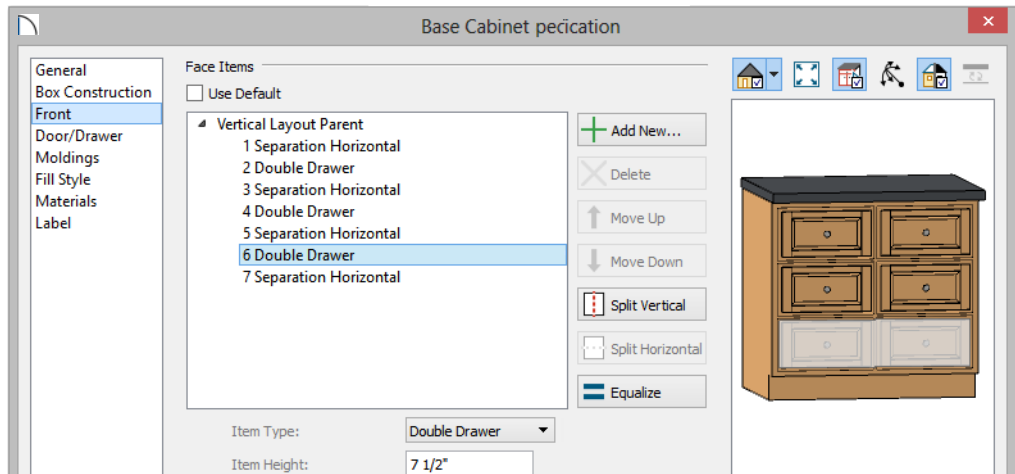 Base Cabinet pecification
General
Box Construction
Front
Door/Drawer
Moldings
Fill Style
Materials
Label
Face Items
Use Default
Vertical Layout Parent
1 Separation Horizontal
2 Double Drawer
3 Separation Horizontal
4 Double Drawer
5 Separation Horizontal
6 Double Drawer
7 Separation Horizontal
Add New...
Delete
Move Up
Move Down
Split Vertical
Split Horizontal
Equalize
Item Type: Double Drawer
Item Height: 7 1/2"